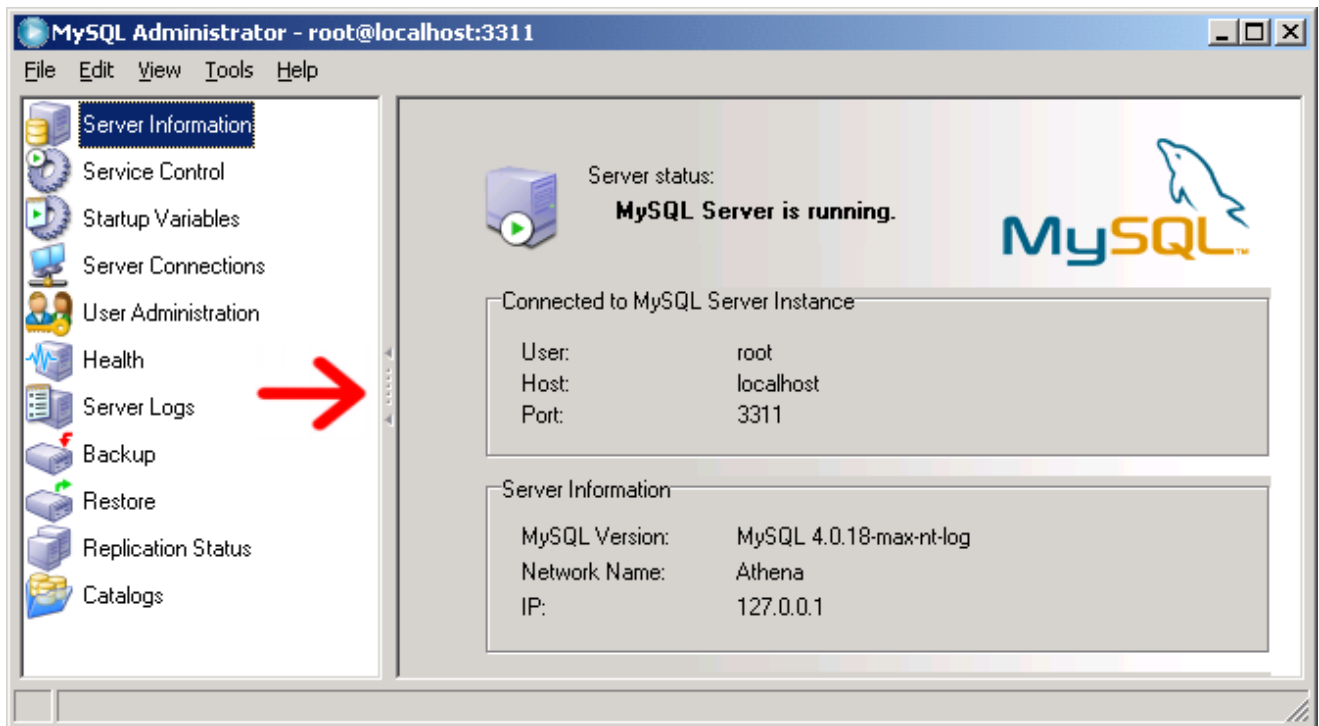 MySQL Administrator - root@localhost:3311
File Edit View Tools Help
Server Information
Service Control
Startup Variables
Server Connections
User Administration
Health
Server Logs
Backup
Restore
Replication Status
Catalogs
Server status:
MySQL Server is running.
MySQL™
Connected to MySQL Server Instance
User: root
Host: localhost
Port: 3311
Server Information
MySQL Version: MySQL 4.0.18-max-nt-log
Network Name: Athena
IP: 127.0.0.1